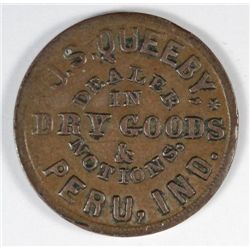 J.S. QUEEBY,
DEALER
IN
DRY GOODS
&
NOTIONS.
PERU, IND.